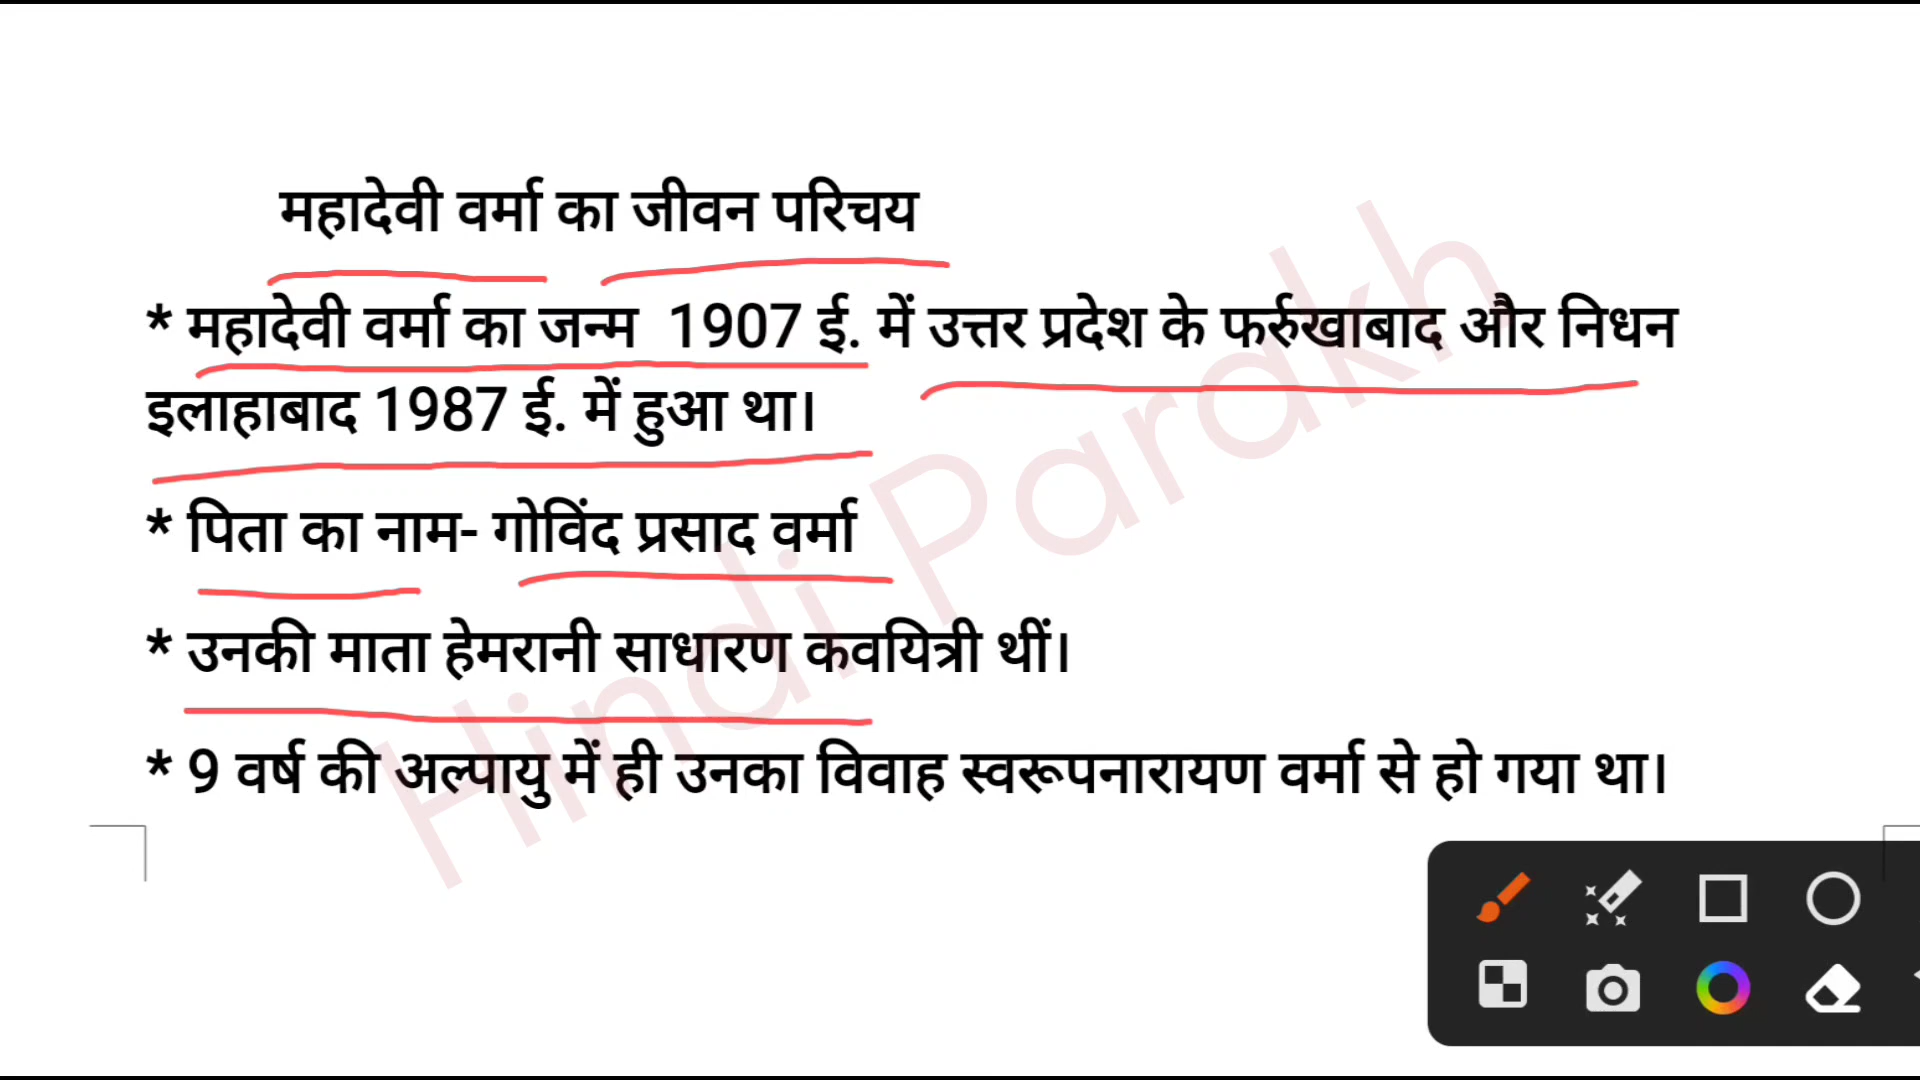 महादेवी वर्मा का जीवन परिचय
* महादेवी वर्मा का जन्म 1907 ई. में उत्तर प्रदेश के फर्रुखाबाद और निधन
इलाहाबाद 1987 ई. में हुआ था।
* पिता का नाम- गोविंद प्रसाद वर्मा
* उनकी माता हेमरानी साधारण कवयित्री थीं।
* 9 वर्ष की अल्पायु में ही उनका विवाह स्वरूपनारायण वर्मा से हो गया था।
Hindi Parakh